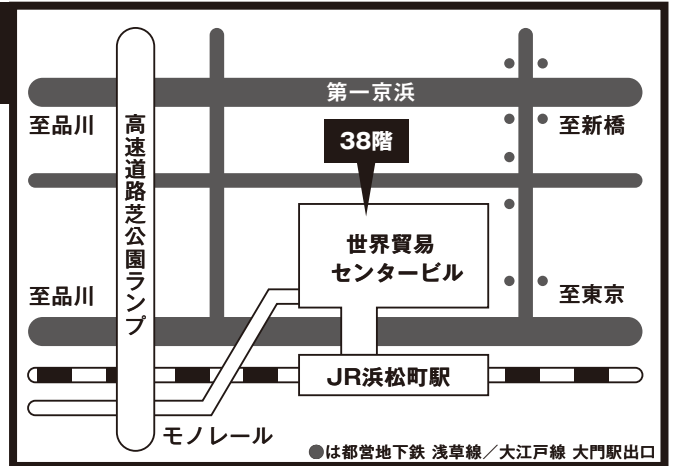 第一京浜
至品川
高速道路芝公園ランプ
38階
至新橋
世界貿易
センタービル
至品川
至東京
JR浜松町駅
モノレール
●は都営地下鉄 浅草線／大江戸線 大門駅出口